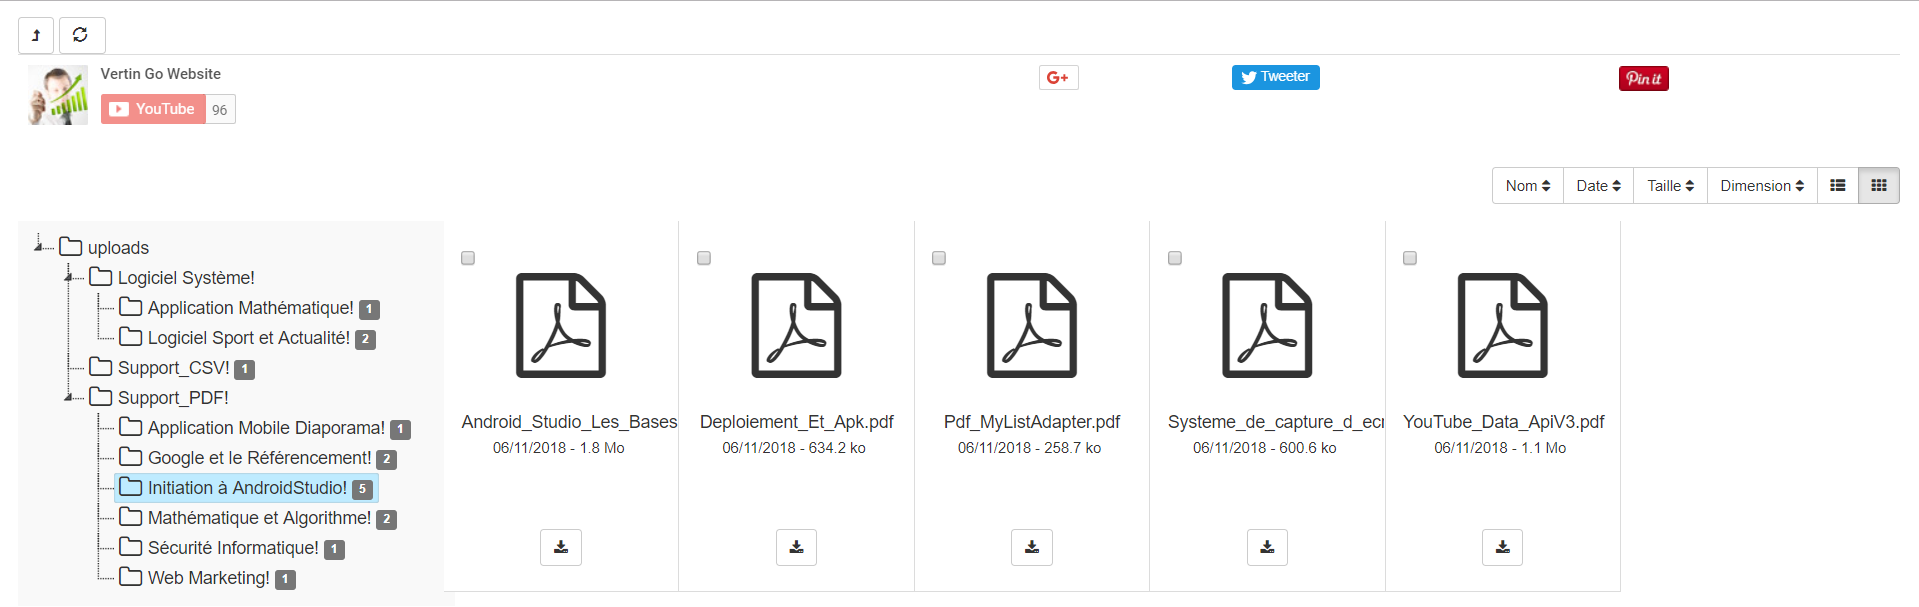 Vertin Go Website
YouTube 96
G+
Tweeter
Pin it
Nom Date Taille Dimension
uploads
Logiciel Système!
Application Mathématique! 1
Logiciel Sport et Actualité! 2
Support_CSV! 1
Support_PDF!
Application Mobile Diaporama! 1
Google et le Référencement! 2
Initiation à AndroidStudio! 5
Mathématique et Algorithme! 2
Sécurité Informatique! 1
Web Marketing! 1
Android_Studio_Les_Bases
06/11/2018 - 1.8 Mo
Deploiement_Et_Apk.pdf
06/11/2018 - 634.2 ko
Pdf_MyListAdapter.pdf
06/11/2018 - 258.7 ko
Systeme_de_capture_d_ecr
06/11/2018 - 600.6 ko
YouTube_Data_ApiV3.pdf
06/11/2018 - 1.1 Mo